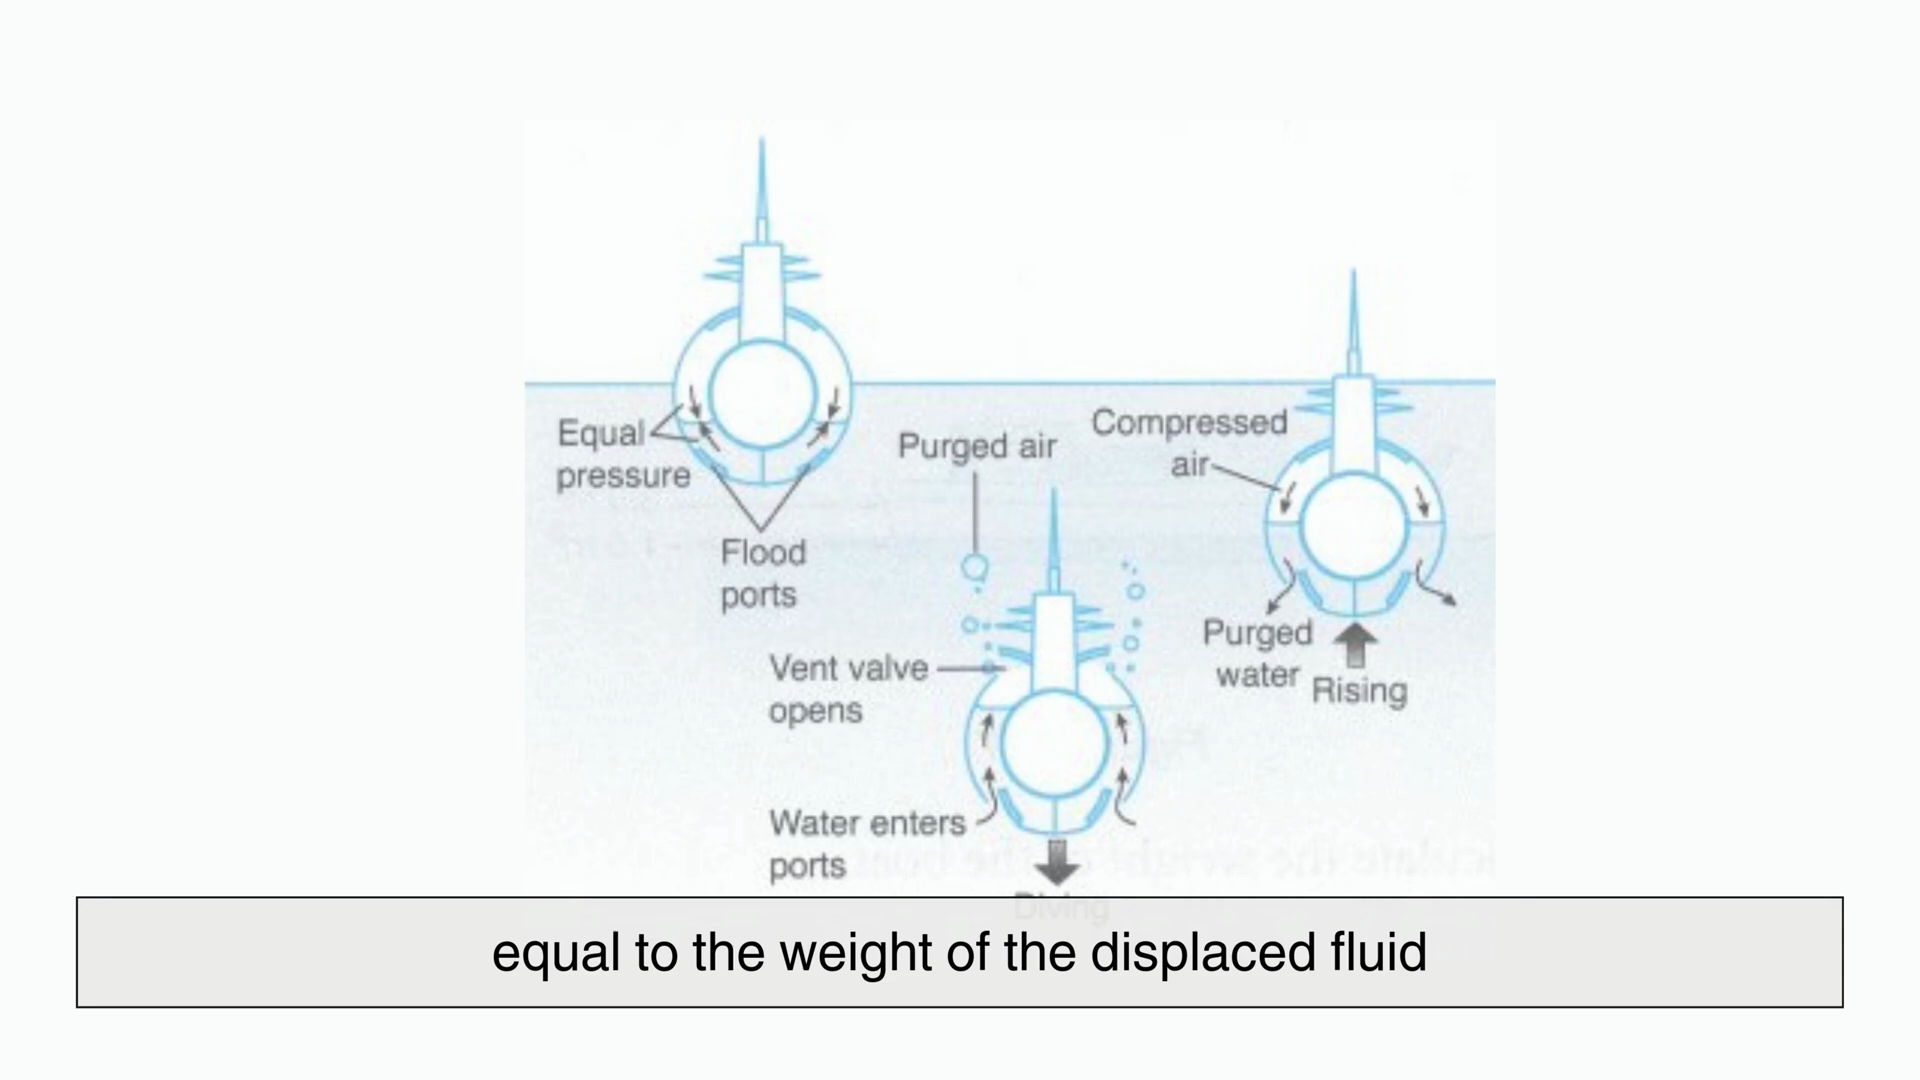 Equal
pressure
Flood
ports
Purged air
Compressed
air
Vent valve
opens
Purged
water
Rising
Water enters
ports
Diving
equal to the weight of the displaced fluid